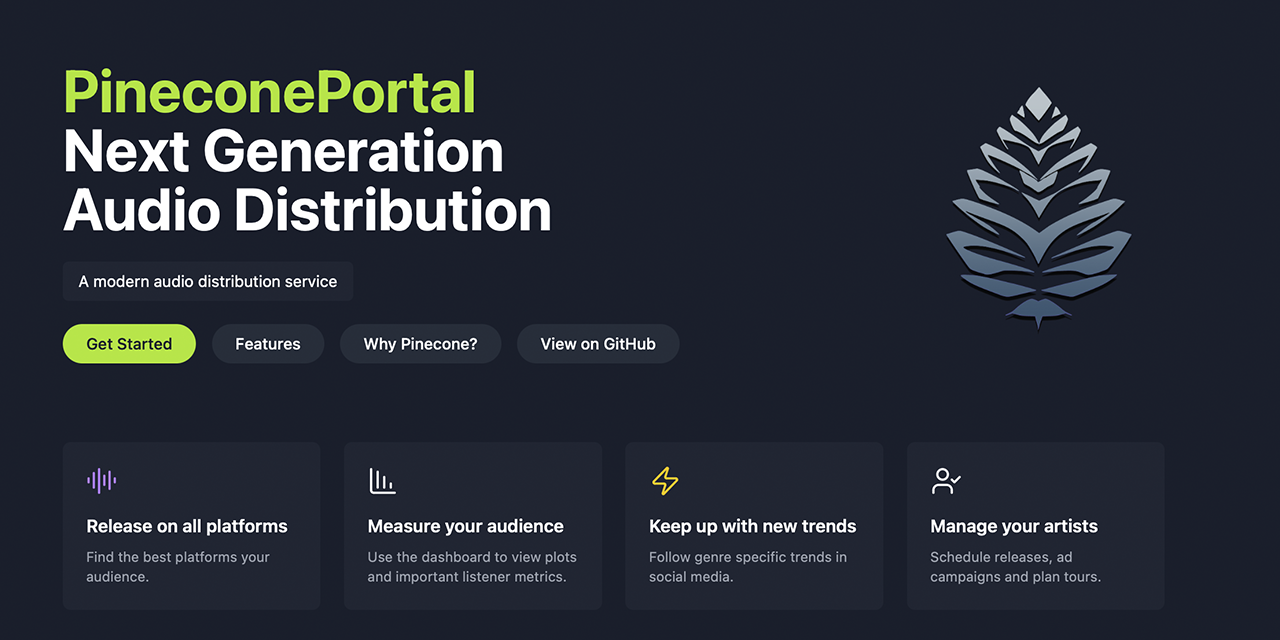 PineconePortal
Next Generation
Audio Distribution
A modern audio distribution service
Get Started
Features
Why Pinecone?
View on GitHub
Release on all platforms
Find the best platforms your
audience.
Measure your audience
Use the dashboard to view plots
and important listener metrics.
Keep up with new trends
Follow genre specific trends in
social media.
Manage your artists
Schedule releases, ad
campaigns and plan tours.